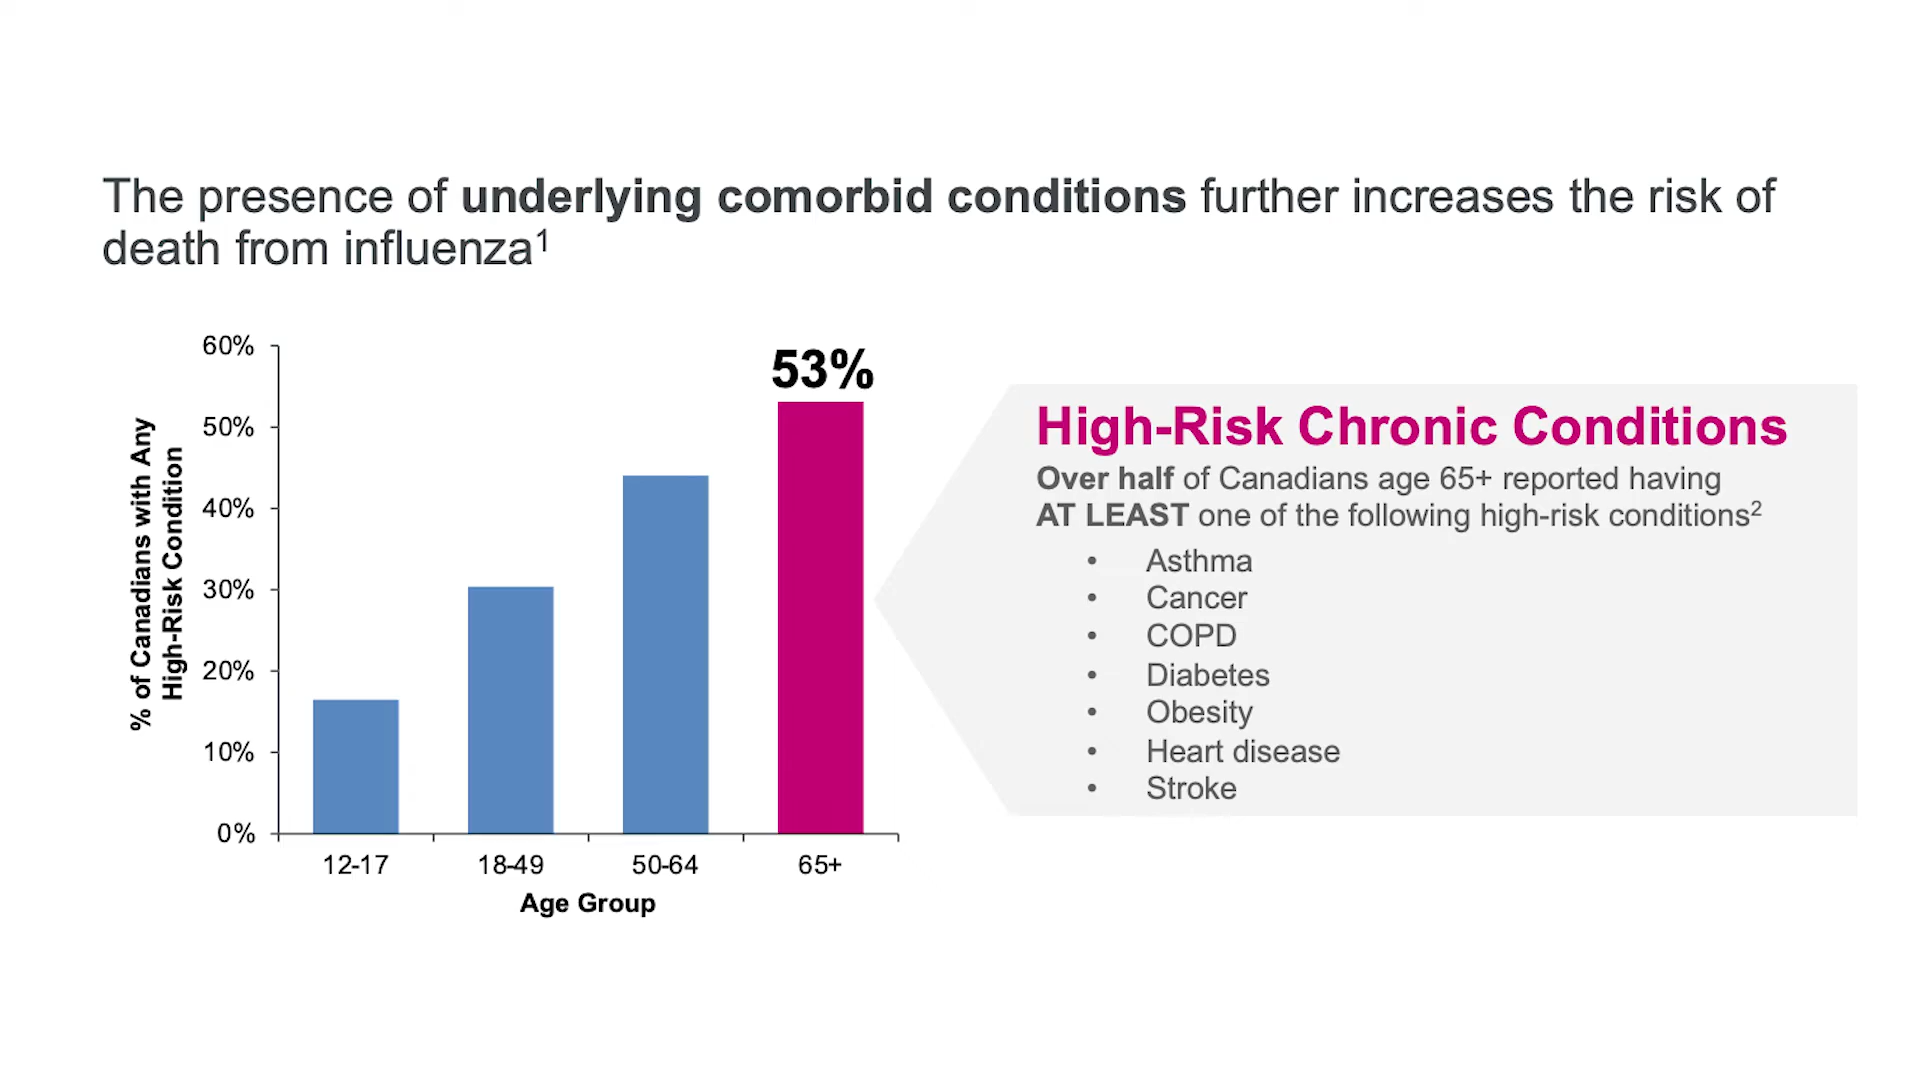 The presence of underlying comorbid conditions further increases the risk of
death from influenza1
60%
50%
40%
30%
20%
10%
0%
% of Canadians with Any
High-Risk Condition
53%
12-17
18-49
50-64
65+
Age Group
High-Risk Chronic Conditions
Over half of Canadians age 65+ reported having
AT LEAST one of the following high-risk conditions2
• Asthma
• Cancer
• COPD
• Diabetes
• Obesity
• Heart disease
• Stroke